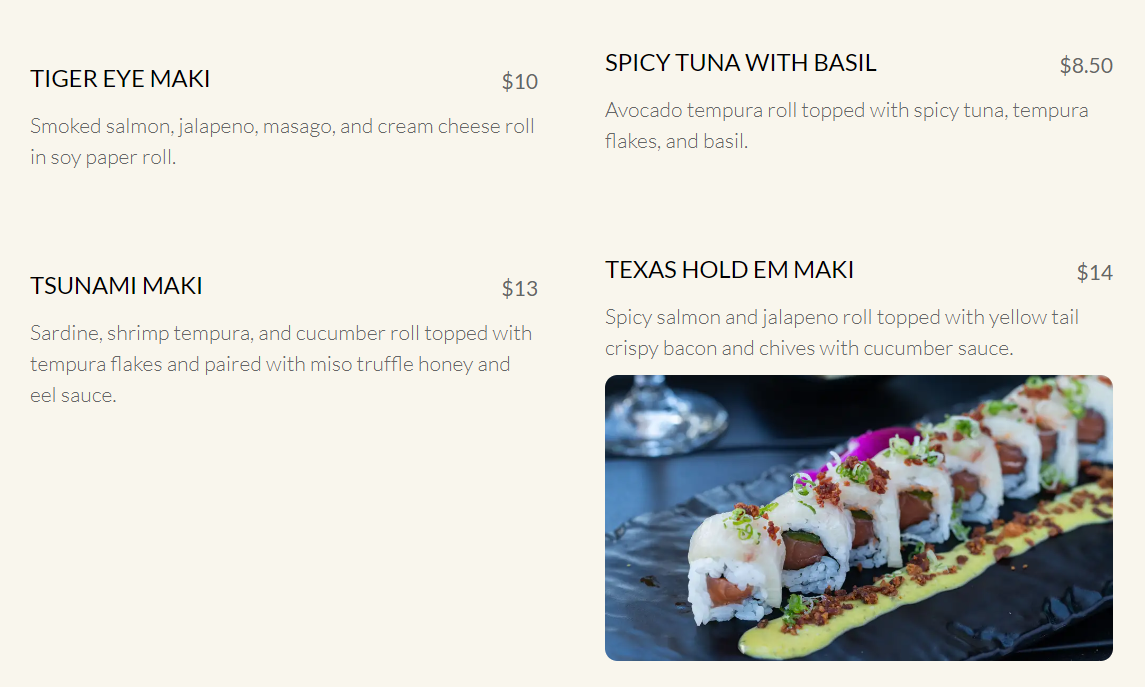 TIGER EYE MAKI
$10
Smoked salmon, jalapeno, masago, and cream cheese roll
in soy paper roll.
TSUNAMI MAKI
$13
Sardine, shrimp tempura, and cucumber roll topped with
tempura flakes and paired with miso truffle honey and
eel sauce.
SPICY TUNA WITH BASIL
$8.50
Avocado tempura roll topped with spicy tuna, tempura
flakes, and basil.
TEXAS HOLD EM MAKI
$14
Spicy salmon and jalapeno roll topped with yellow tail
crispy bacon and chives with cucumber sauce.